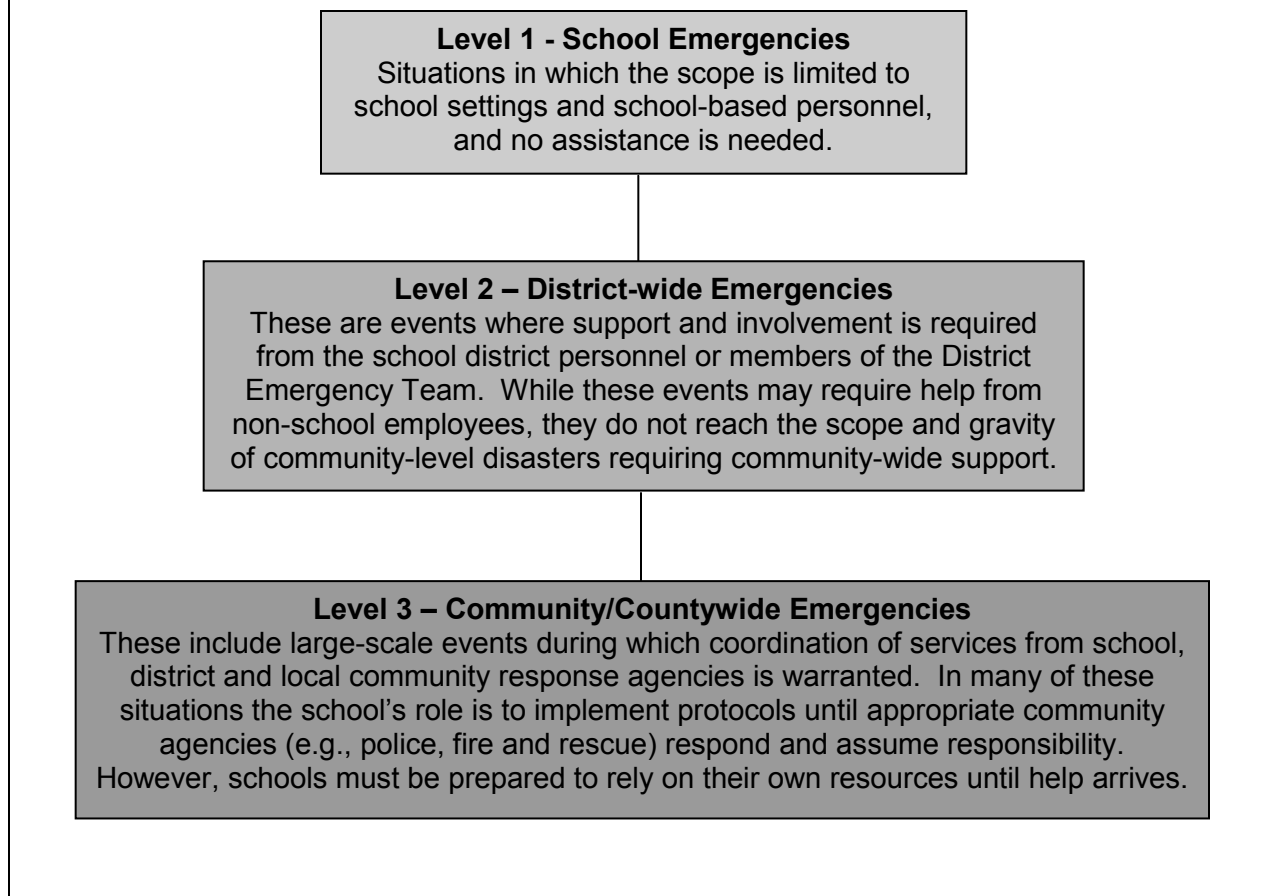 Level 1 - School Emergencies
Situations in which the scope is limited to
school settings and school-based personnel,
and no assistance is needed.
Level 2 – District-wide Emergencies
These are events where support and involvement is required
from the school district personnel or members of the District
Emergency Team.  While these events may require help from
non-school employees, they do not reach the scope and gravity
of community-level disasters requiring community-wide support.
Level 3 – Community/Countywide Emergencies
These include large-scale events during which coordination of services from school,
district and local community response agencies is warranted.  In many of these
situations the school’s role is to implement protocols until appropriate community
agencies (e.g., police, fire and rescue) respond and assume responsibility.
However, schools must be prepared to rely on their own resources until help arrives.